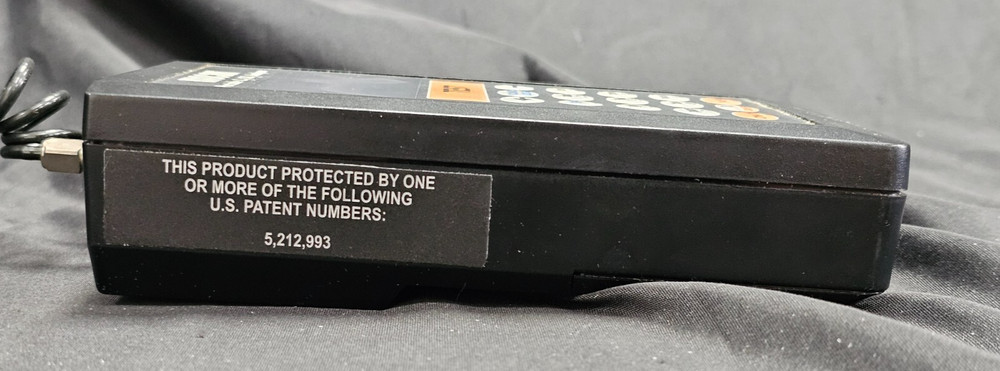 THIS PRODUCT PROTECTED BY ONE
OR MORE OF THE FOLLOWING
U.S. PATENT NUMBERS:
5,212,993